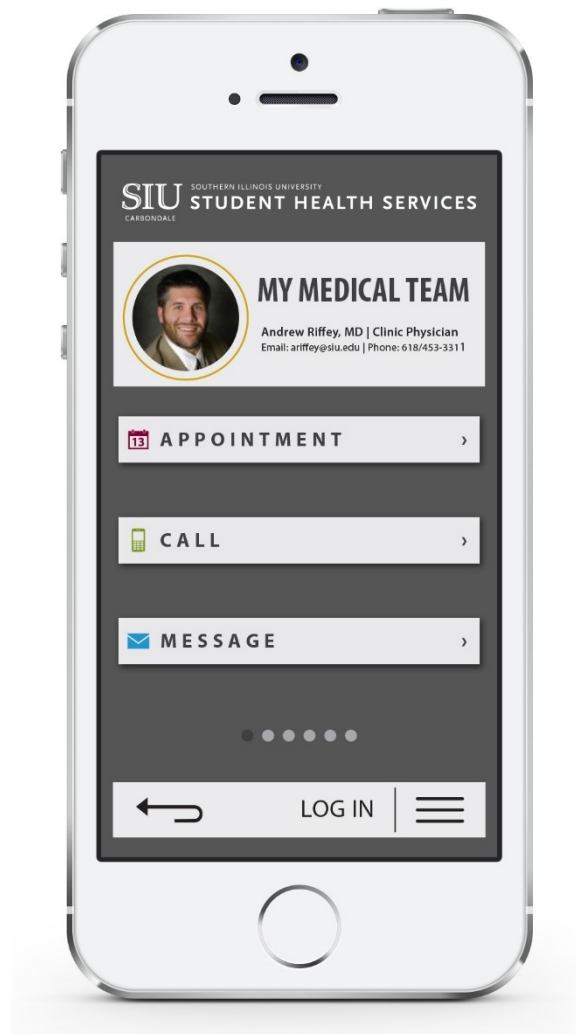 SIU
SOUTHERN ILLINOIS UNIVERSITY
STUDENT HEALTH SERVICES
CARBONDALE
MY MEDICAL TEAM
Andrew Riffey, MD | Clinic Physician
Email: ariffey@siu.edu | Phone: 618/453-3311
13 APPOINTMENT ›
CALL ›
MESSAGE ›
LOG IN